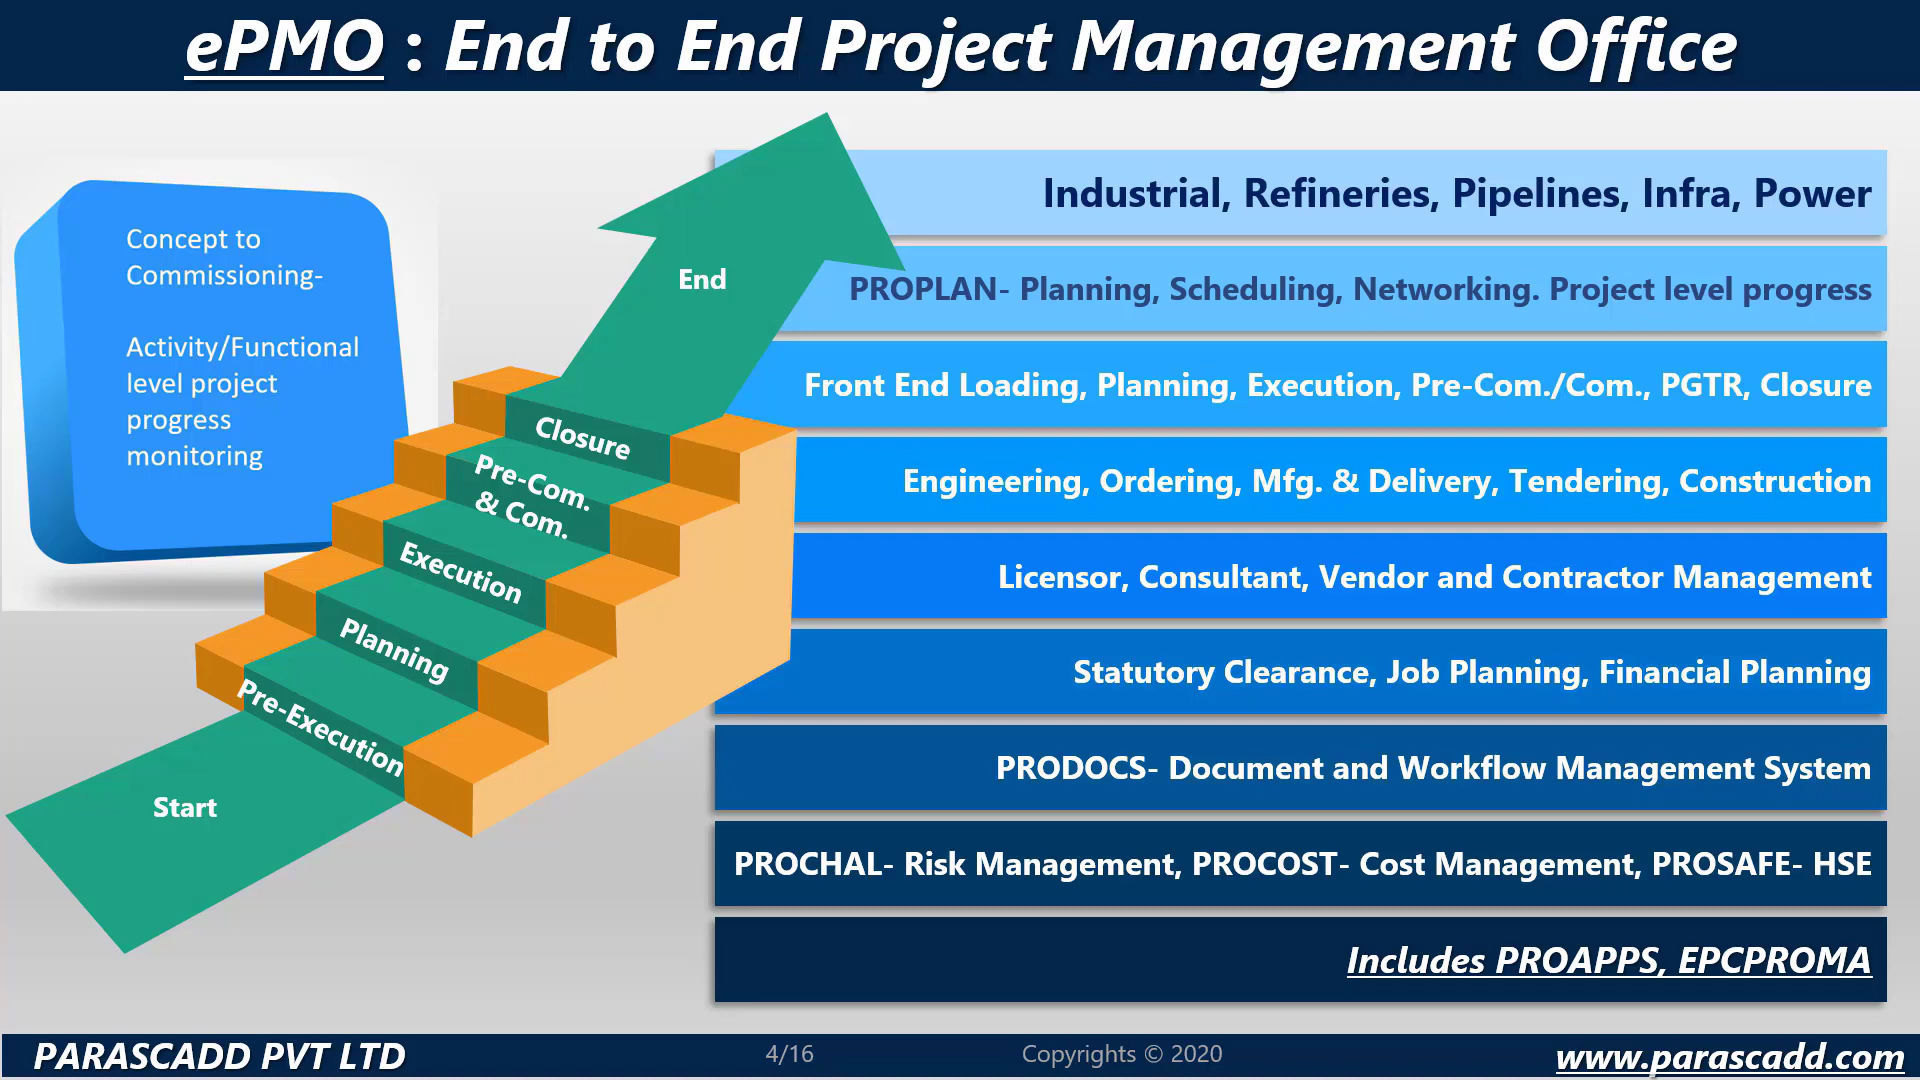 ePMO : End to End Project Management Office
Concept to
Commissioning-
Activity/Functional
level project
progress
monitoring
End
Closure
Pre-Com.
& Com.
Execution
Planning
Pre-Execution
Start
Industrial, Refineries, Pipelines, Infra, Power
PROPLAN- Planning, Scheduling, Networking. Project level progress
Front End Loading, Planning, Execution, Pre-Com./Com., PGTR, Closure
Engineering, Ordering, Mfg. & Delivery, Tendering, Construction
Licensor, Consultant, Vendor and Contractor Management
Statutory Clearance, Job Planning, Financial Planning
PRODOCS- Document and Workflow Management System
PROCHAL- Risk Management, PROCOST- Cost Management, PROSAFE- HSE
Includes PROAPPS, EPCPROMA
PARASCADD PVT LTD
4/16
Copyrights © 2020
www.parascadd.com